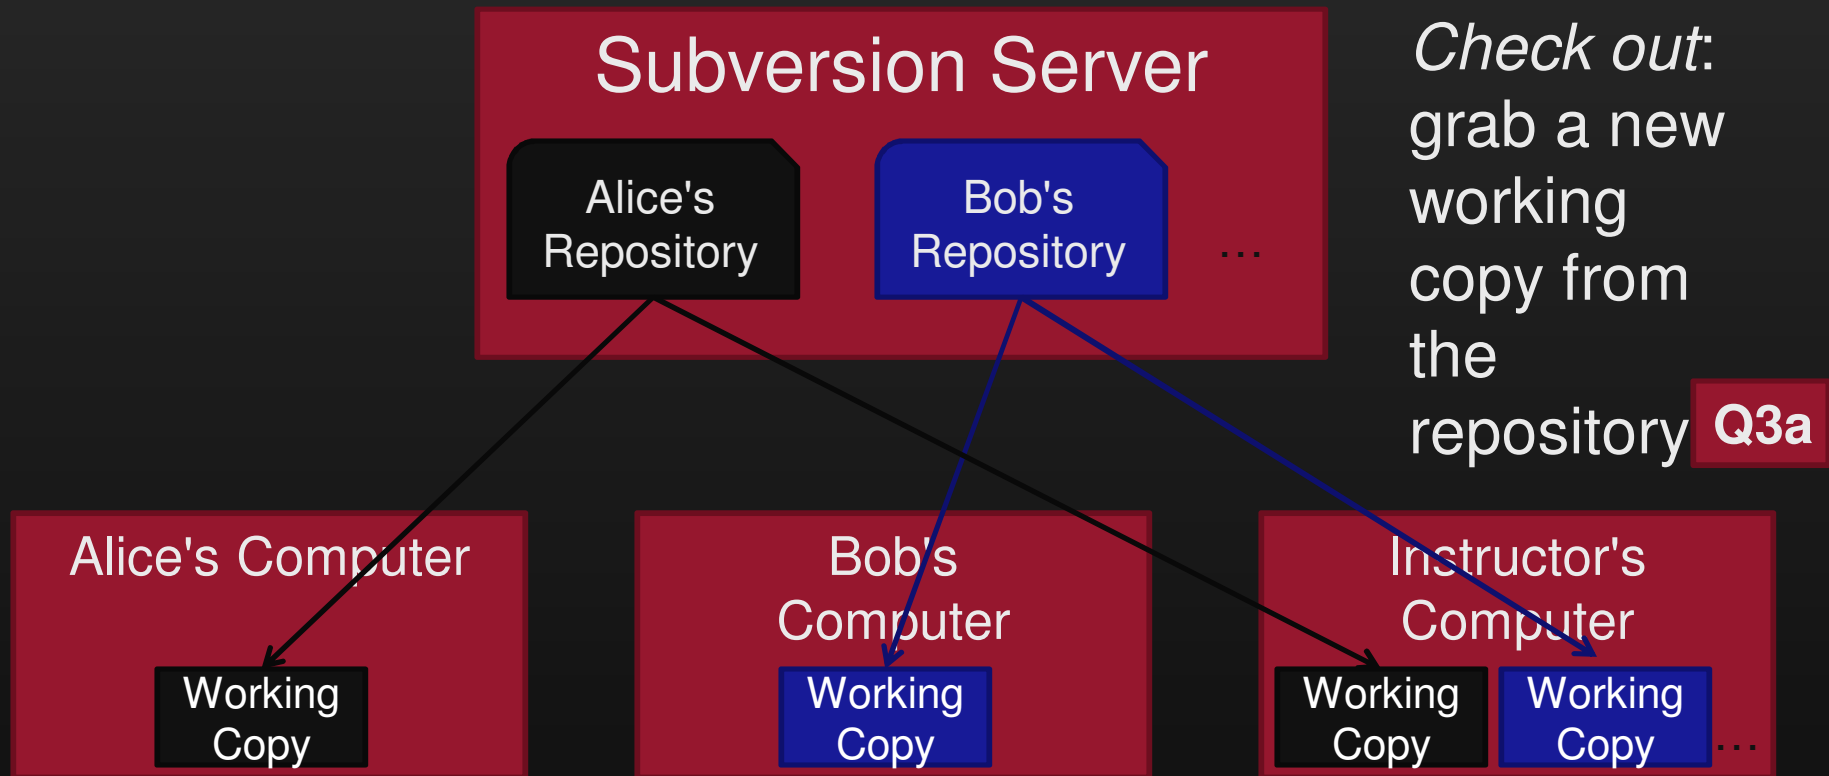 Subversion Server
Alice's
Repository
Bob's
Repository
...
Check out:
grab a new
working
copy from
the
repository
Q3a
Alice's Computer
Working
Copy
Bob's
Computer
Working
Copy
Instructor's
Computer
Working
Copy
Working
Copy
...